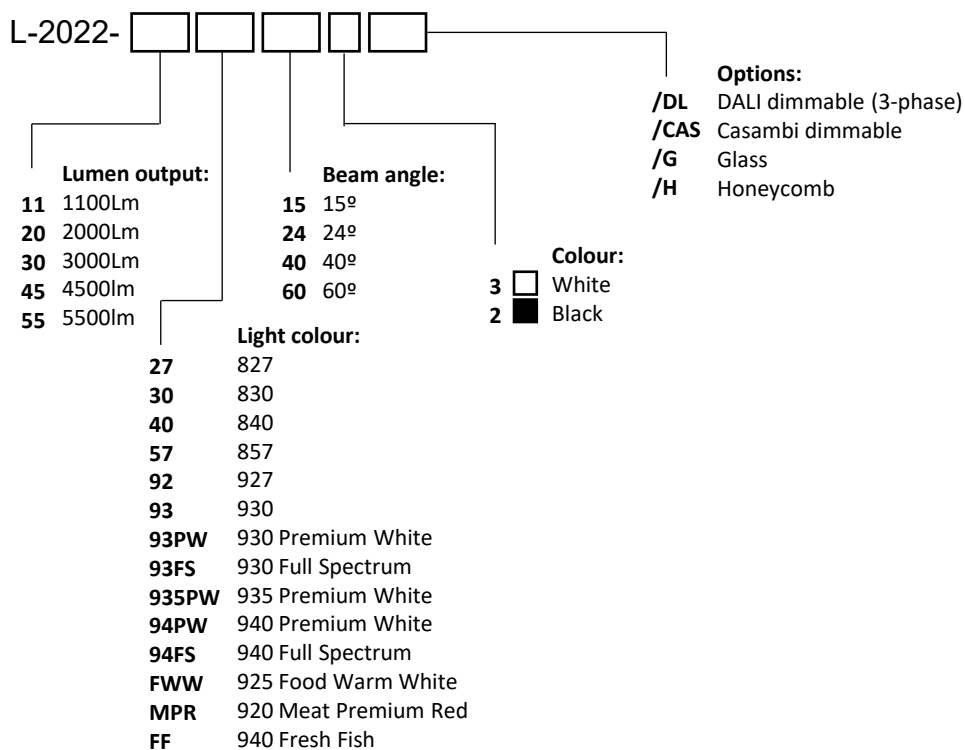 L-2022-
Options:
/DL DALI dimmable (3-phase)
/CAS Casambi dimmable
/G Glass
/H Honeycomb
Lumen output:
11 1100Lm
20 2000Lm
30 3000Lm
45 4500lm
55 5500lm
Beam angle:
15 15º
24 24º
40 40º
60 60º
Colour:
3 White
2 Black
Light colour:
27 827
30 830
40 840
57 857
92 927
93 930
93PW 930 Premium White
93FS 930 Full Spectrum
935PW 935 Premium White
94PW 940 Premium White
94FS 940 Full Spectrum
FWW 925 Food Warm White
MPR 920 Meat Premium Red
FF 940 Fresh Fish